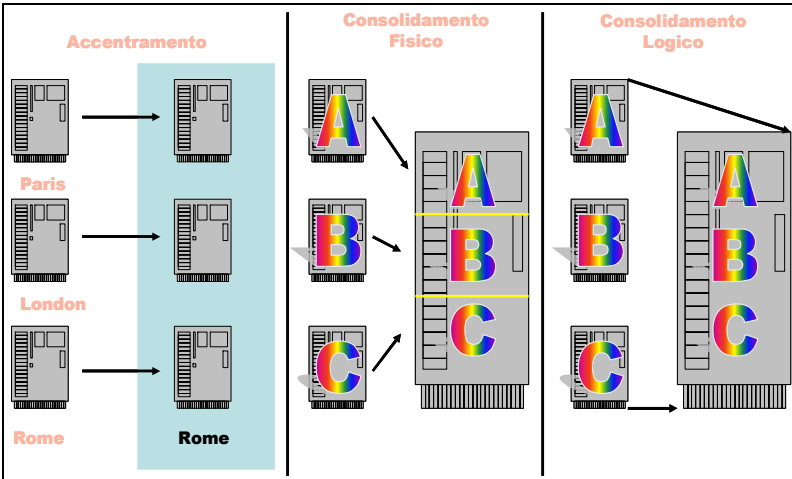 Accentramento
Paris
London
Rome
Rome
Consolidamento
Fisico
A
B
C
A
B
C
Consolidamento
Logico
A
B
C
A
B
C